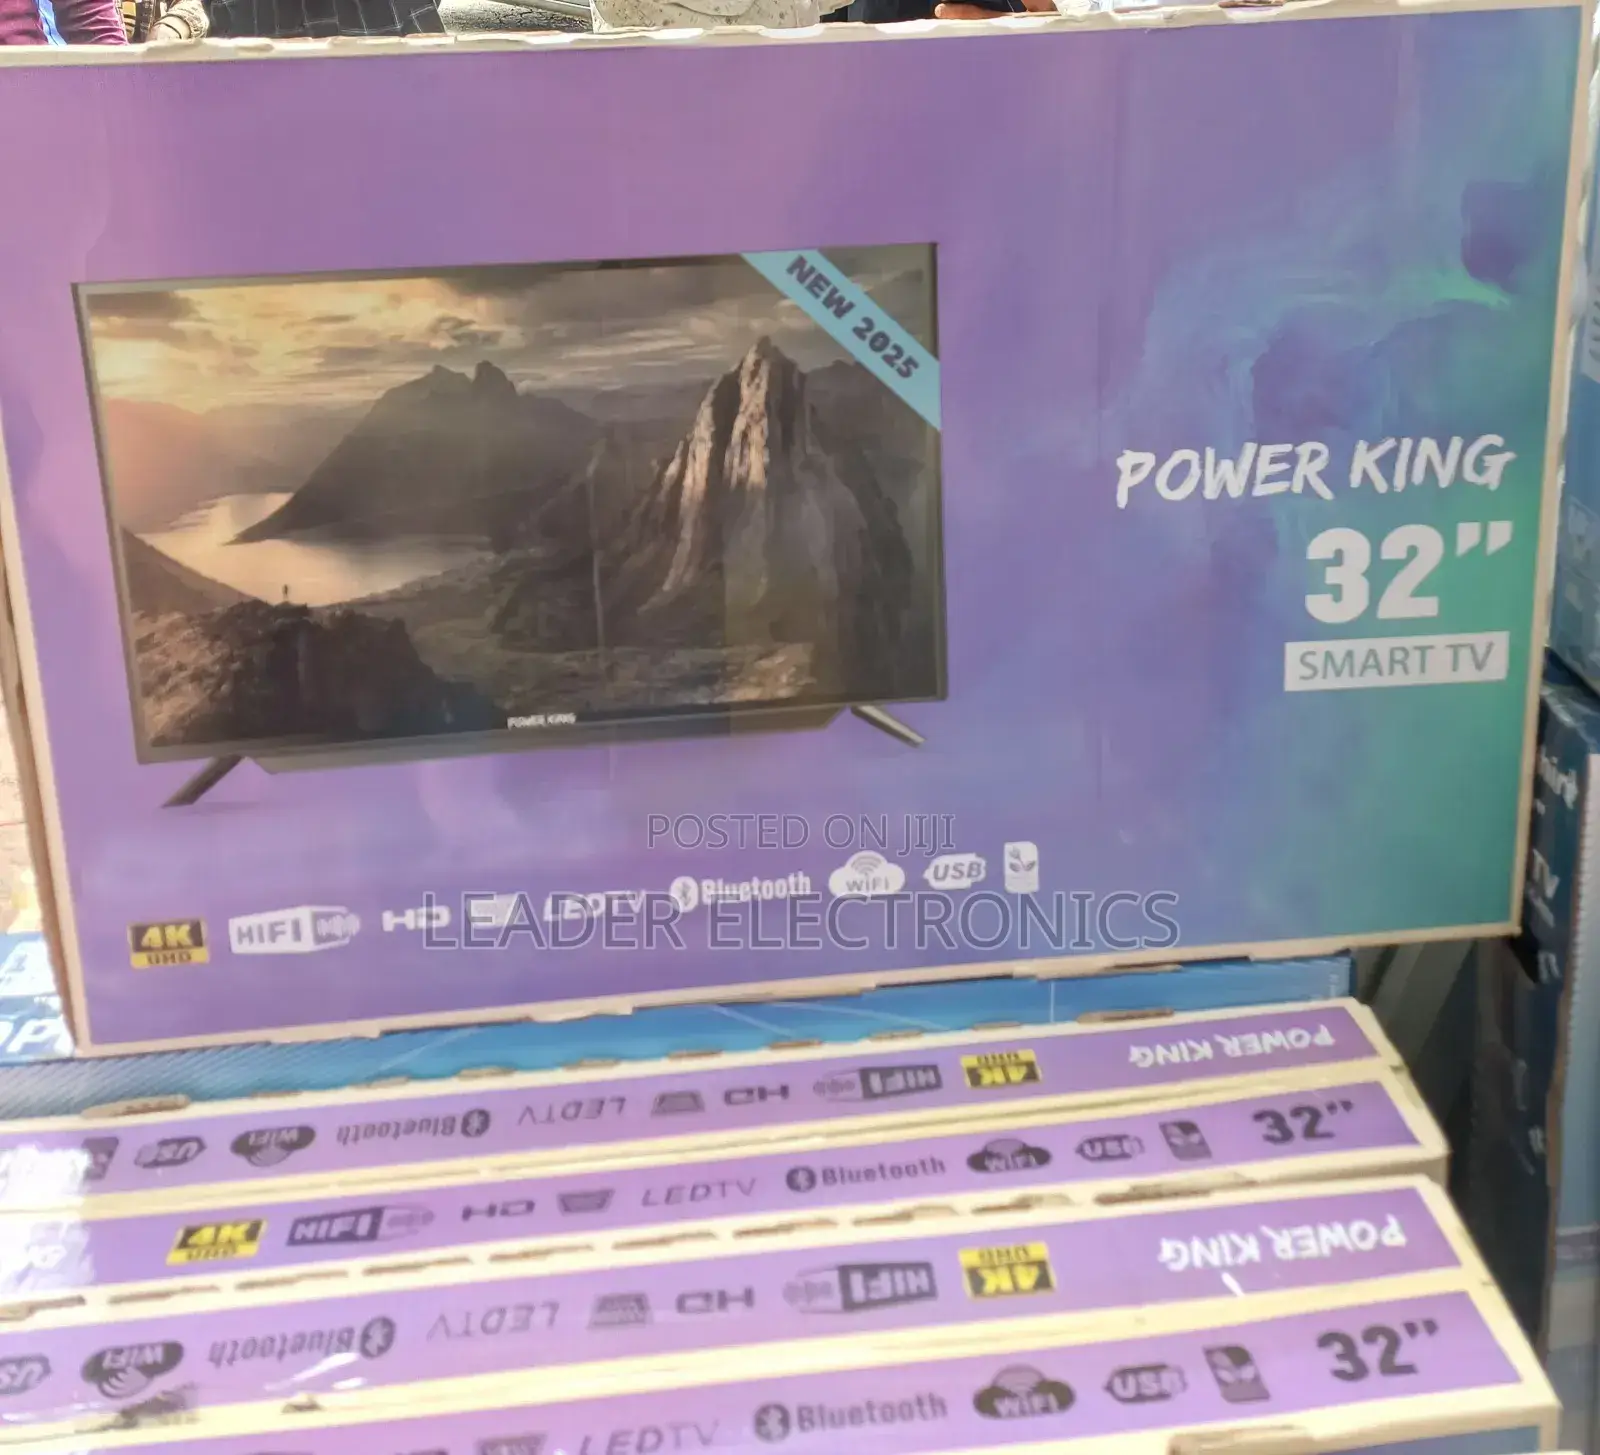 NEW 2025
POWER KING
32"
SMART TV
POWER KING
POSTED ON JIJI
4K UHD HIFI HD LEDTV Bluetooth WiFi USB
LEADER ELECTRONICS
POWER KING 4K UHD HIFI HD LEDTV Bluetooth WiFi USB
4K UHD HIFI HD LEDTV Bluetooth WiFi USB 32"
POWER KING 4K UHD HIFI HD LEDTV Bluetooth WiFi
LEDTV Bluetooth WiFi USB 32"
TV